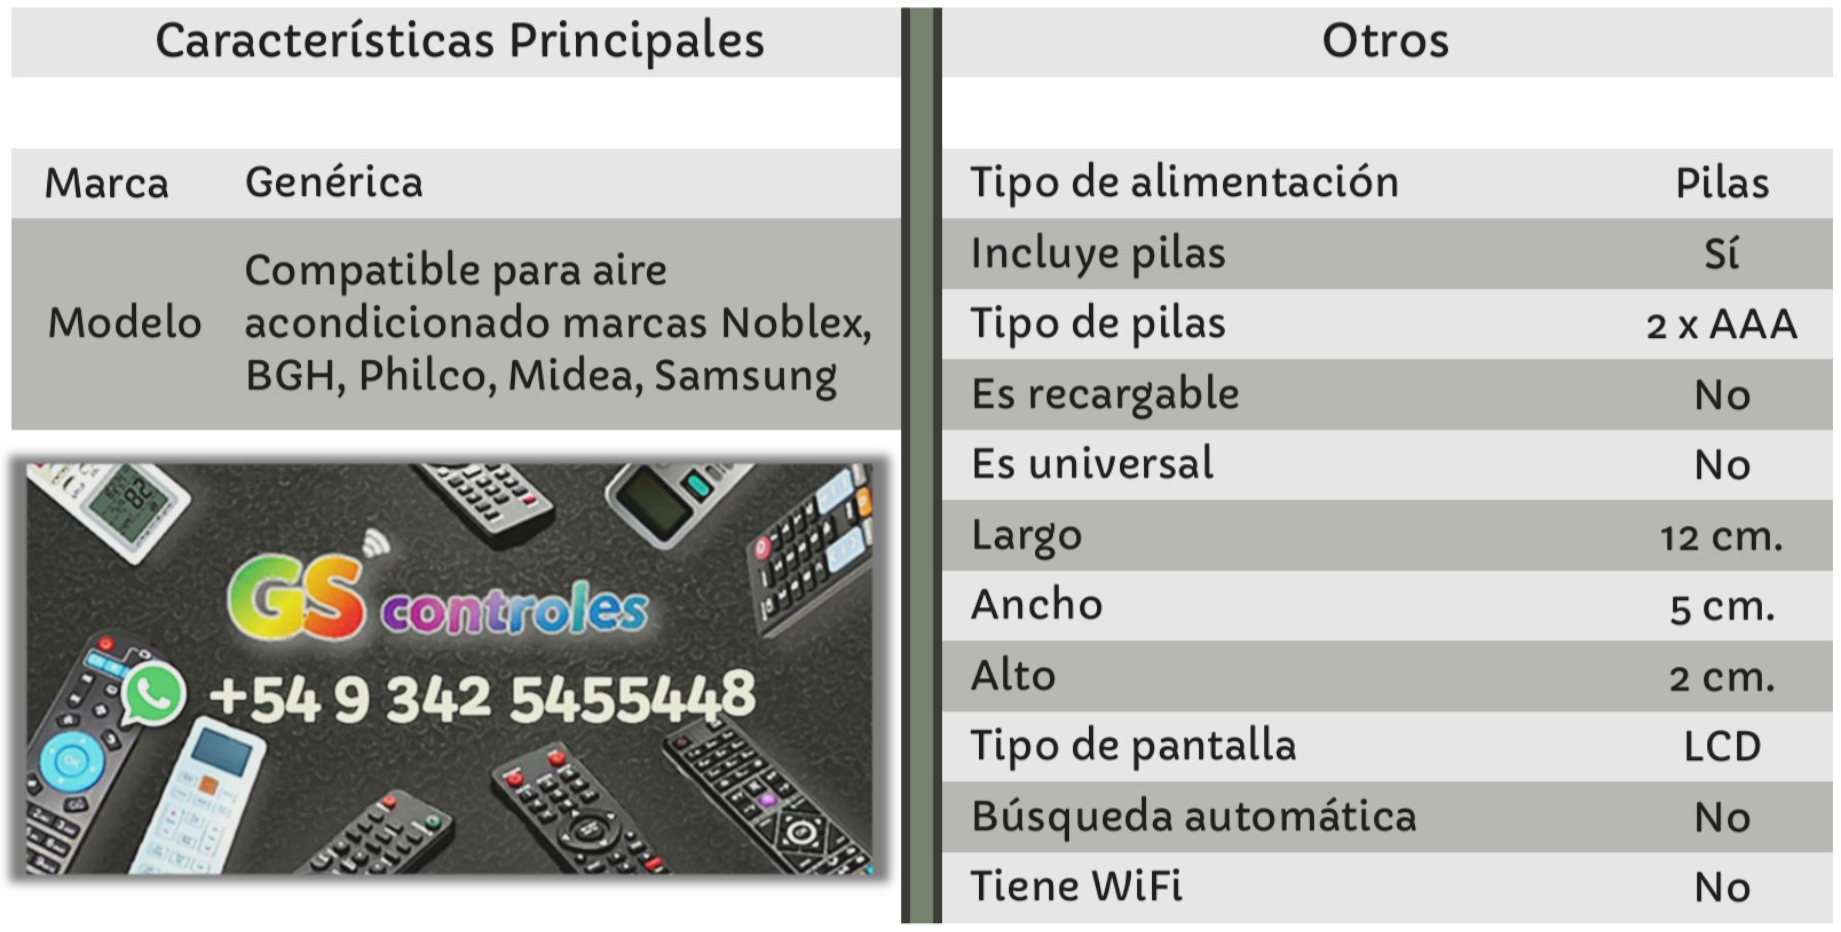 Características Principales
Marca Genérica
Modelo Compatible para aire
acondicionado marcas Noblex,
BGH, Philco, Midea, Samsung
GS controles
+54 9 342 5455448
Otros
Tipo de alimentación Pilas
Incluye pilas Sí
Tipo de pilas 2 x AAA
Es recargable No
Es universal No
Largo 12 cm.
Ancho 5 cm.
Alto 2 cm.
Tipo de pantalla LCD
Búsqueda automática No
Tiene WiFi No